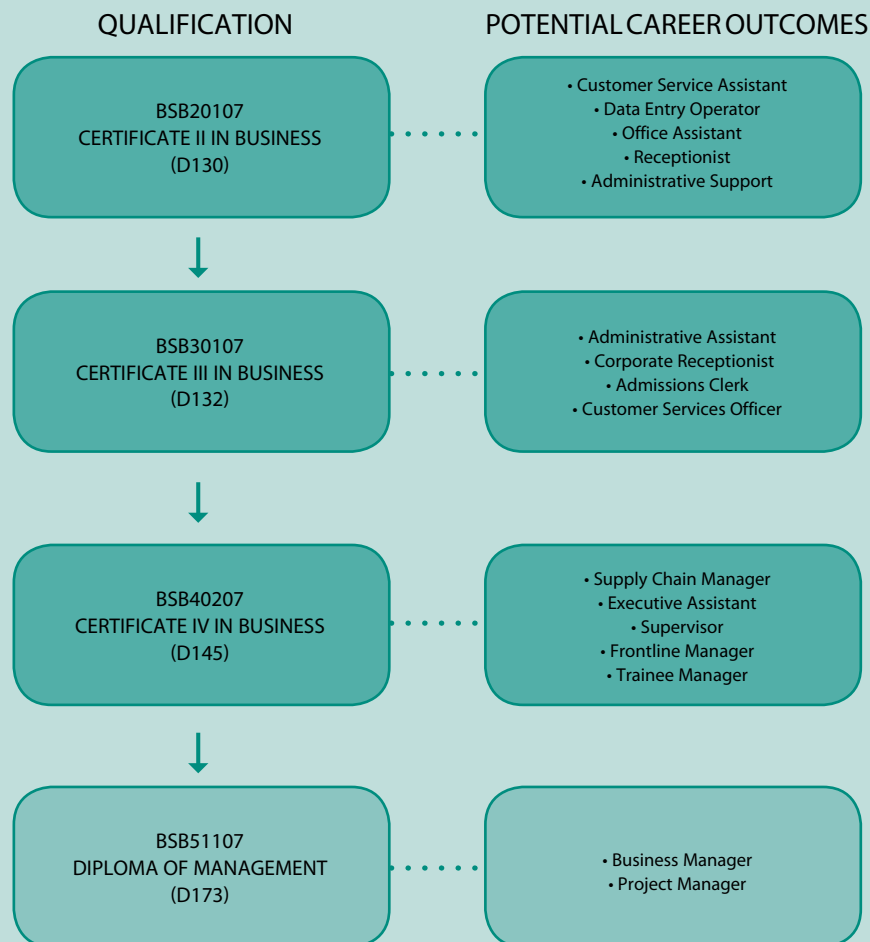 QUALIFICATION
POTENTIAL CAREER OUTCOMES
BSB20107
CERTIFICATE II IN BUSINESS
(D130)
• Customer Service Assistant
• Data Entry Operator
• Office Assistant
• Receptionist
• Administrative Support
BSB30107
CERTIFICATE III IN BUSINESS
(D132)
• Administrative Assistant
• Corporate Receptionist
• Admissions Clerk
• Customer Services Officer
BSB40207
CERTIFICATE IV IN BUSINESS
(D145)
• Supply Chain Manager
• Executive Assistant
• Supervisor
• Frontline Manager
• Trainee Manager
BSB51107
DIPLOMA OF MANAGEMENT
(D173)
• Business Manager
• Project Manager